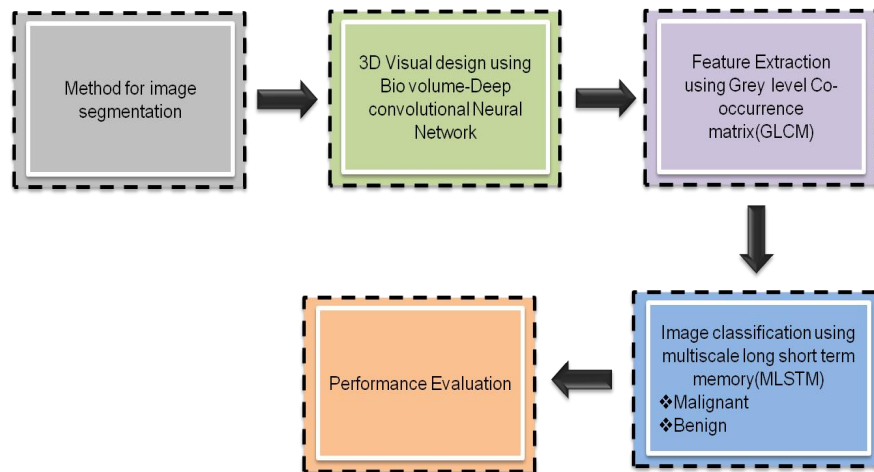 Method for image
segmentation
3D Visual design using
Bio volume-Deep
convolutional Neural
Network
Feature Extraction
using Grey level Co-
occurrence
matrix(GLCM)
Image classification using
multiscale long short term
memory(MLSTM)
❖Malignant
❖Benign
Performance Evaluation